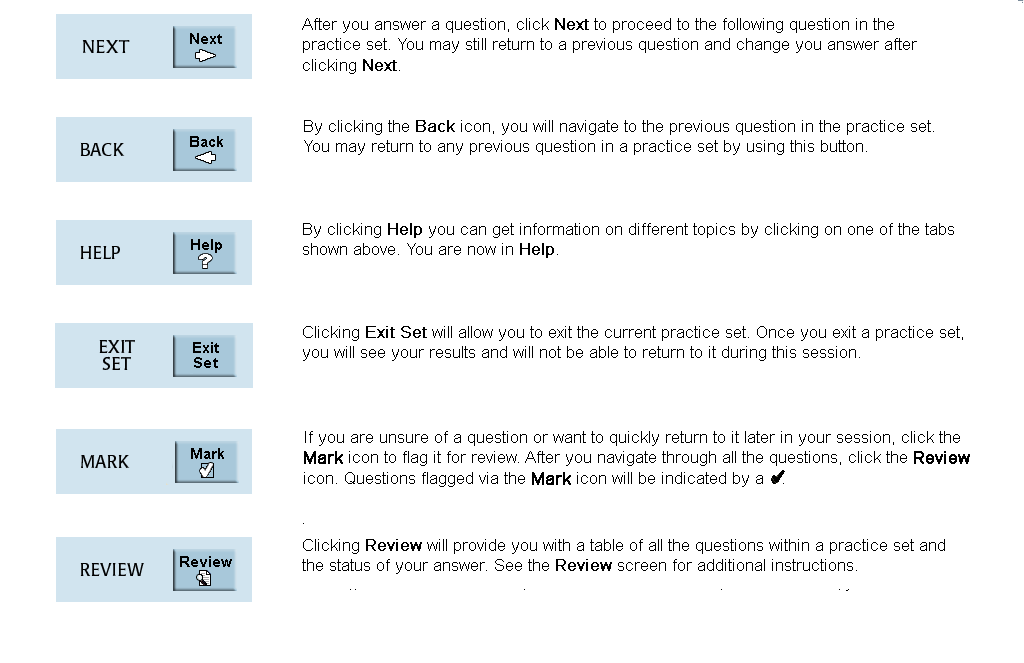 NEXT
Next
After you answer a question, click Next to proceed to the following question in the
practice set. You may still return to a previous question and change you answer after
clicking Next.
BACK
Back
By clicking the Back icon, you will navigate to the previous question in the practice set.
You may return to any previous question in a practice set by using this button.
HELP
Help
By clicking Help you can get information on different topics by clicking on one of the tabs
shown above. You are now in Help.
EXIT
SET
Exit
Set
Clicking Exit Set will allow you to exit the current practice set. Once you exit a practice set,
you will see your results and will not be able to return to it during this session.
MARK
Mark
If you are unsure of a question or want to quickly return to it later in your session, click the
Mark icon to flag it for review. After you navigate through all the questions, click the Review
icon. Questions flagged via the Mark icon will be indicated by a ✔.
.
REVIEW
Review
Clicking Review will provide you with a table of all the questions within a practice set and
the status of your answer. See the Review screen for additional instructions.